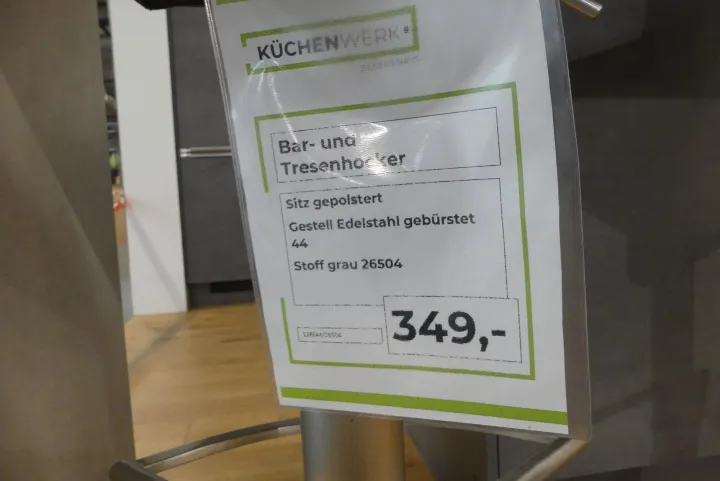 KÜCHENWERK
Bar- und
Tresenhocker
Sitz gepolstert
Gestell Edelstahl gebürstet
44
Stoff grau 26504
349,-